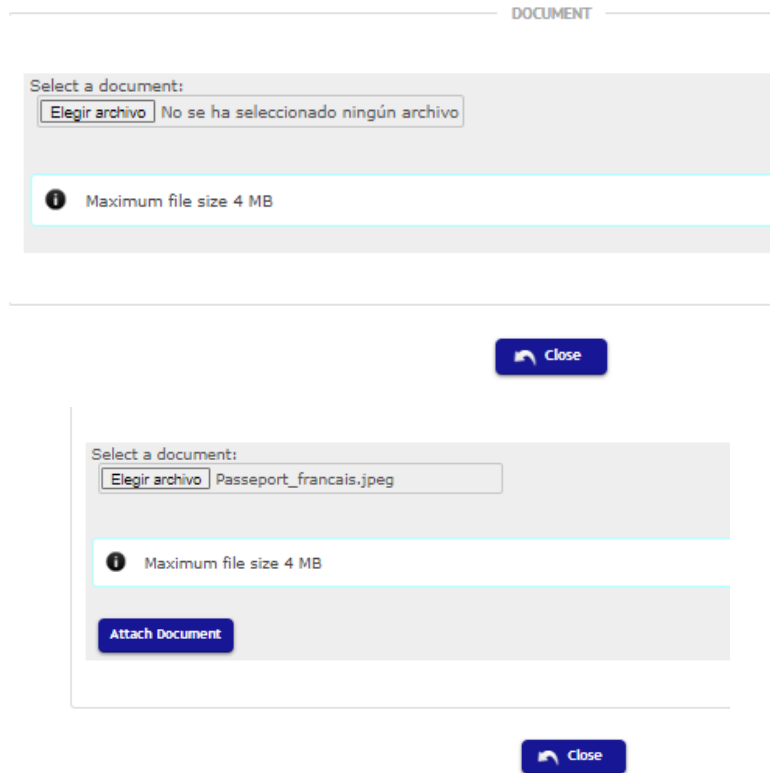 DOCUMENT
Select a document:
Elegir archivo No se ha seleccionado ningún archivo
Maximum file size 4 MB
Close
Select a document:
Elegir archivo Passeport_francais.jpeg
Maximum file size 4 MB
Attach Document
Close